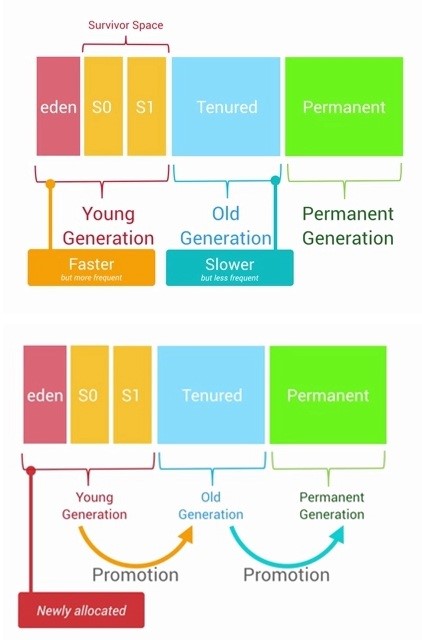 Survivor Space
eden
S0
S1
Tenured
Permanent
Young
Generation
Old
Generation
Permanent
Generation
Faster
but more frequent
Slower
but less frequent
eden
S0
S1
Tenured
Permanent
Young
Generation
Old
Generation
Permanent
Generation
Promotion
Promotion
Newly allocated